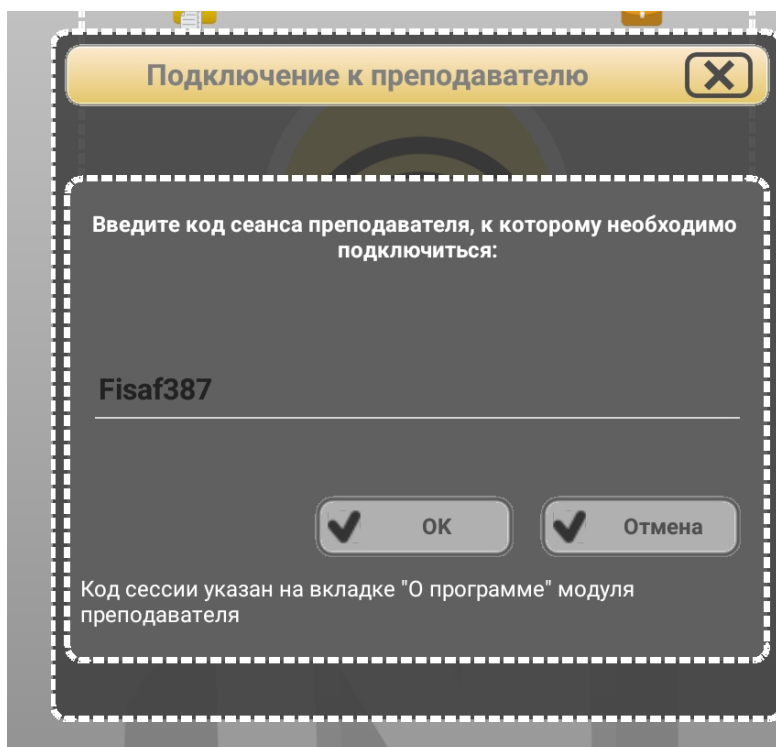 Подключение к преподавателю
Введите код сеанса преподавателя, к которому необходимо
подключиться:
Fisaf387
OK
Отмена
Код сессии указан на вкладке "О программе" модуля
преподавателя